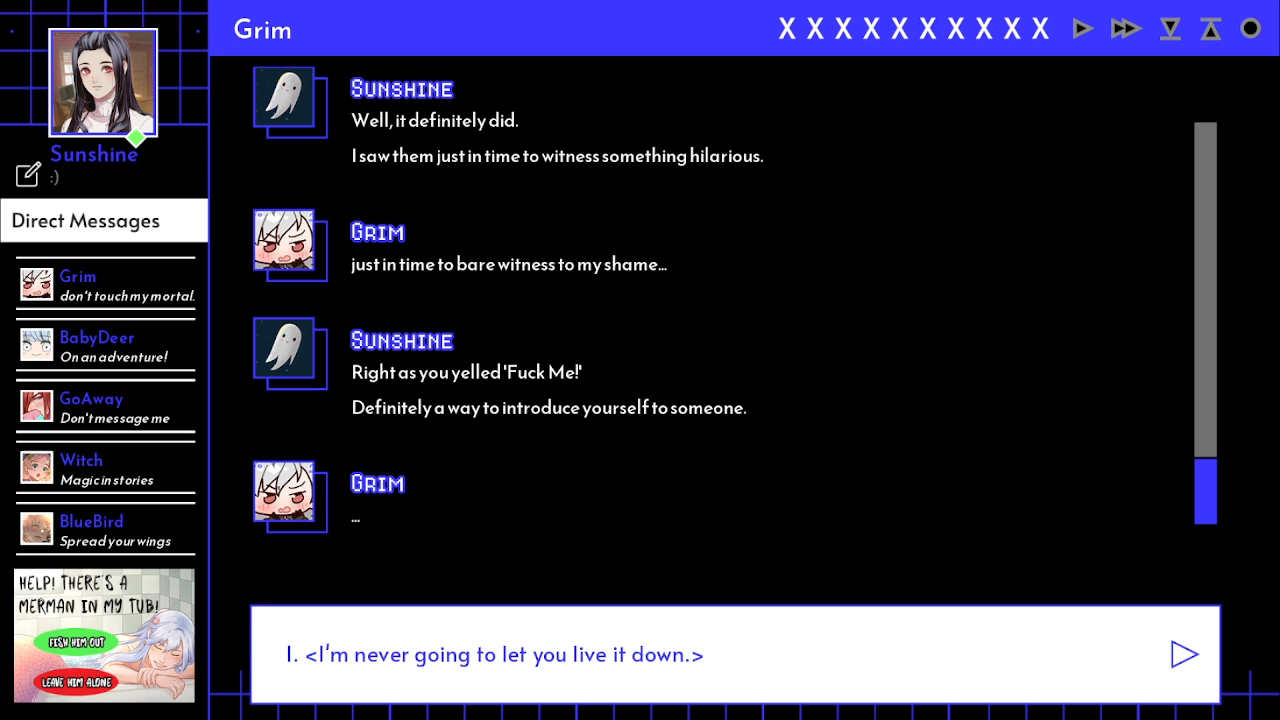 Grim
X X X X X X X X X X
Sunshine
:)
Direct Messages
Grim
don't touch my mortal.
BabyDeer
On an adventure!
GoAway
Don't message me
Witch
Magic in stories
BlueBird
Spread your wings
HELP! THERE'S A
MERMAN IN MY TUB!
FISH HIM OUT
LEAVE HIM ALONE
Sunshine
Well, it definitely did.
I saw them just in time to witness something hilarious.
Grim
just in time to bare witness to my shame...
Sunshine
Right as you yelled 'Fuck Me!'
Definitely a way to introduce yourself to someone.
Grim
...
1. <I'm never going to let you live it down.>